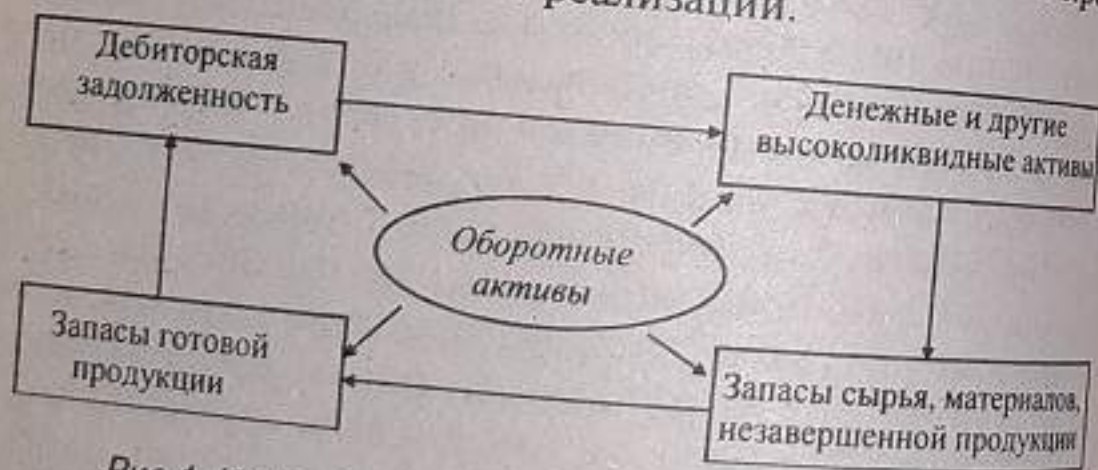 реализации.
Дебиторская
задолженность
Денежные и другие
высоколиквидные активы
Оборотные
активы
Запасы готовой
продукции
Запасы сырья, материалов,
незавершенной продукции